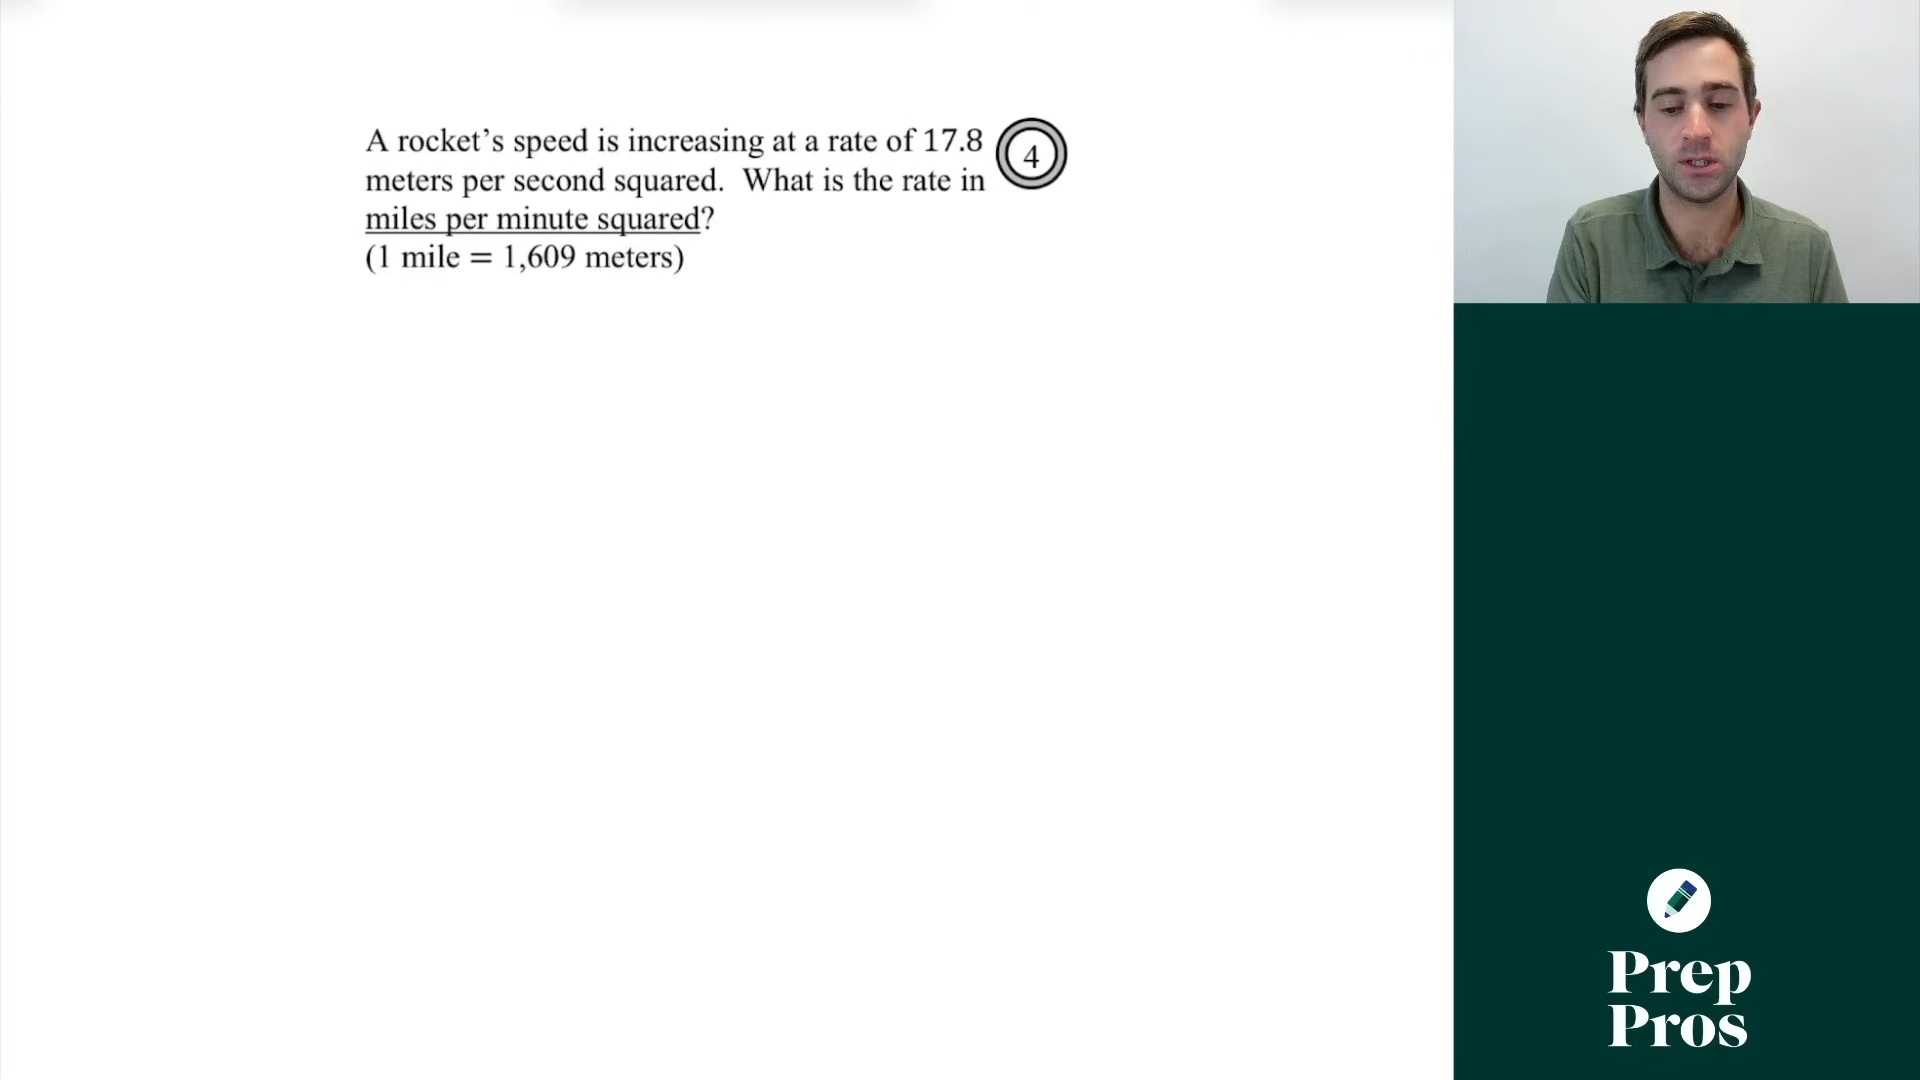 A rocket’s speed is increasing at a rate of 17.8
meters per second squared.  What is the rate in
miles per minute squared?
(1 mile = 1,609 meters)
4
Prep
Pros